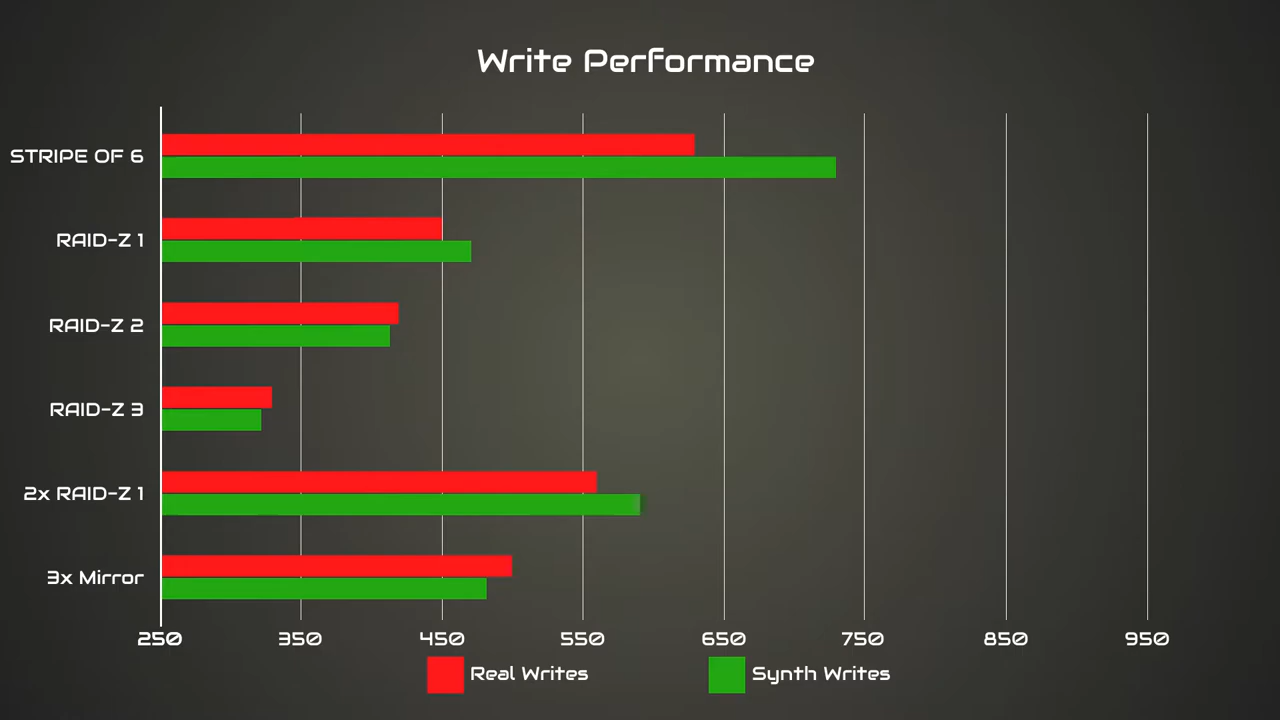 Write Performance
STRIPE OF 6
RAID-Z 1
RAID-Z 2
RAID-Z 3
2x RAID-Z 1
3x Mirror
250 350 450 550 650 750 850 950
Real Writes Synth Writes